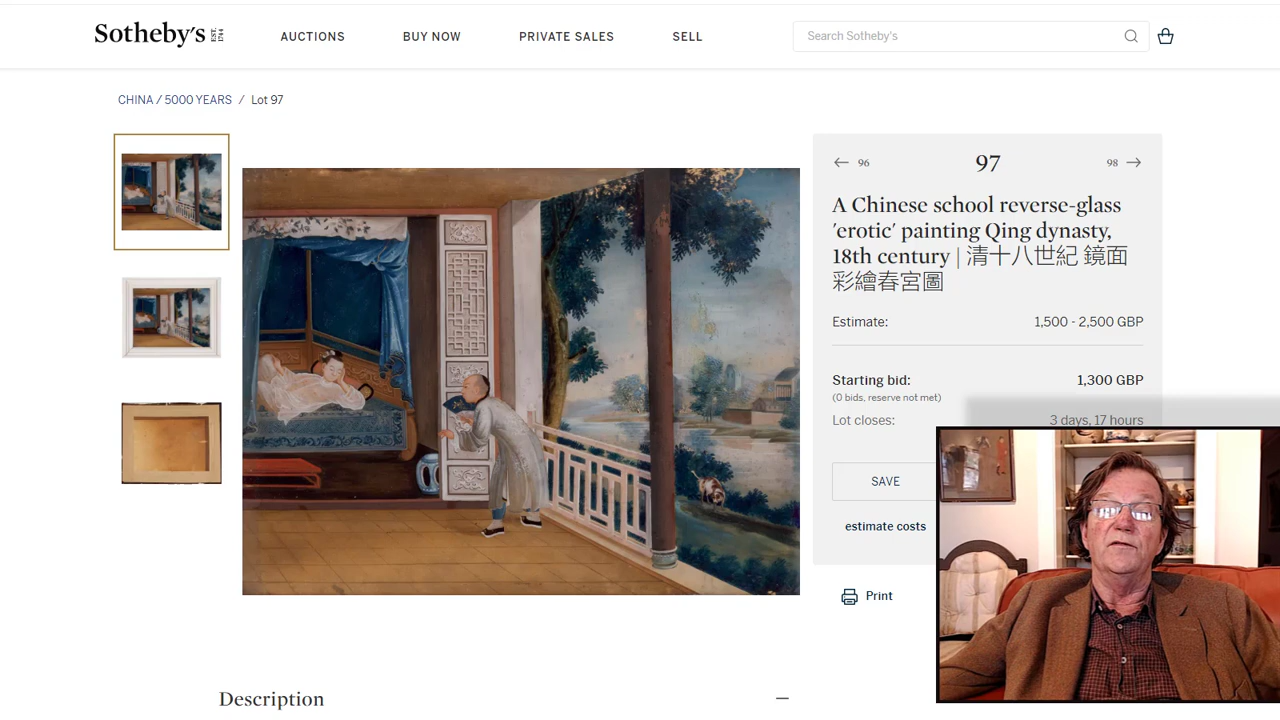 Sotheby's EST. 1744
AUCTIONS
BUY NOW
PRIVATE SALES
SELL
Search Sotheby's
CHINA / 5000 YEARS / Lot 97
← 96
97
98 →
A Chinese school reverse-glass
'erotic' painting Qing dynasty,
18th century | 清十八世紀 鏡面
彩繪春宮圖
Estimate: 1,500 - 2,500 GBP
Starting bid: 1,300 GBP
(0 bids, reserve not met)
Lot closes: 3 days, 17 hours
SAVE
estimate costs
Print
Description